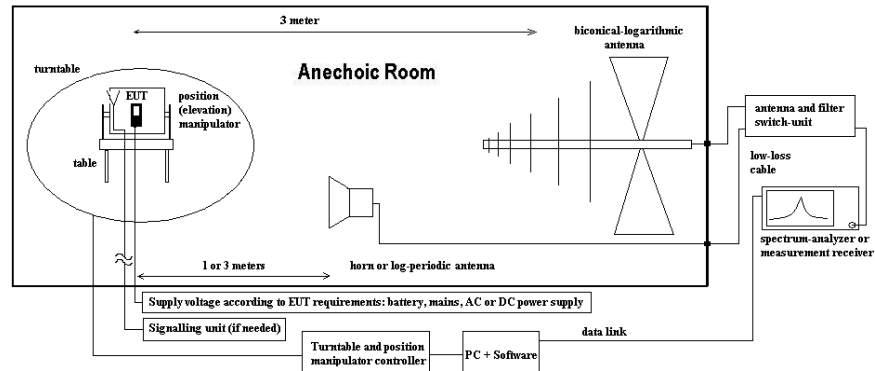 3 meter
biconical-logarithmic
antenna
turntable
Anechoic Room
EUT
position
(elevation)
manipulator
antenna and filter
switch-unit
table
low-loss
cable
spectrum-analyzer or
measurement receiver
1 or 3 meters
horn or log-periodic antenna
Supply voltage according to EUT requirements: battery, mains, AC or DC power supply
Signalling unit (if needed)
data link
Turntable and position
manipulator controller
PC + Software